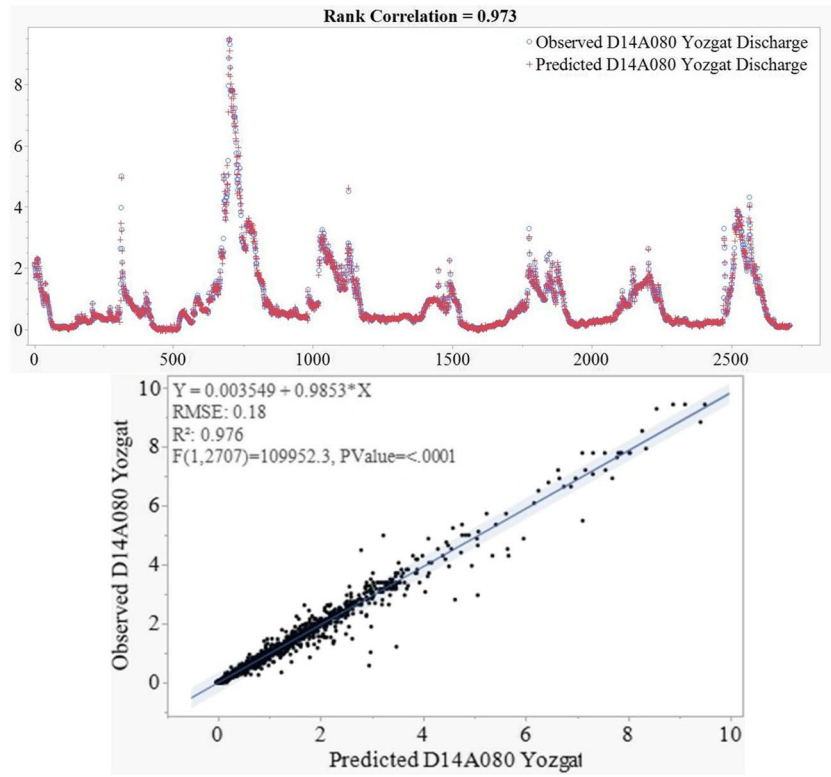 Rank Correlation = 0.973
Observed D14A080 Yozgat Discharge
Predicted D14A080 Yozgat Discharge
8
6
4
2
0
0 500 1000 1500 2000 2500
Y = 0.003549 + 0.9853*X
RMSE: 0.18
R²: 0.976
F(1,2707)=109952.3, PValue=<.0001
Observed D14A080 Yozgat
10
8
6
4
2
0
0 2 4 6 8 10
Predicted D14A080 Yozgat